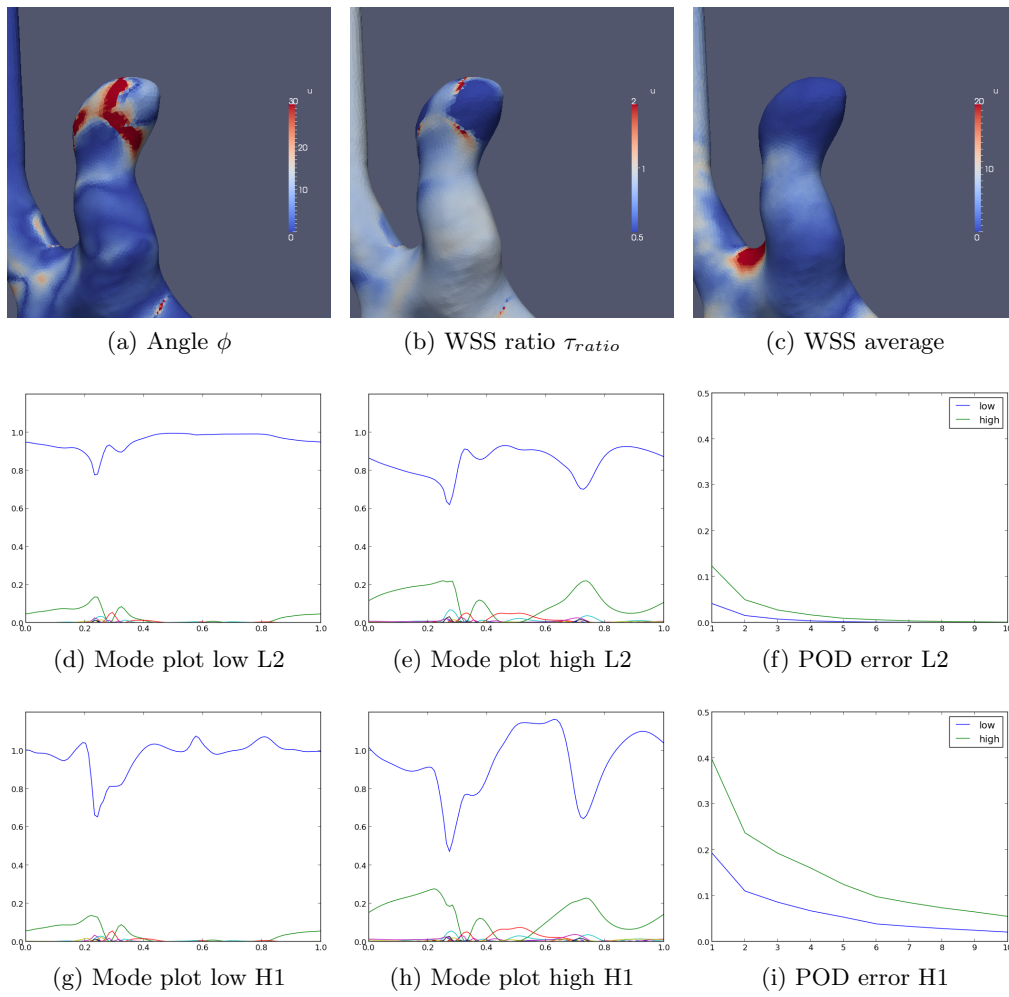 u
30
20
10
0
(a) Angle ϕ
u
2
1
0.5
(b) WSS ratio τratio
u
20
10
0
(c) WSS average
1.0
0.8
0.6
0.4
0.2
0.0
0.0 0.2 0.4 0.6 0.8 1.0
(d) Mode plot low L2
1.0
0.8
0.6
0.4
0.2
0.0
0.0 0.2 0.4 0.6 0.8 1.0
(e) Mode plot high L2
0.5
0.4
0.3
0.2
0.1
0.0
1 2 3 4 5 6 7 8 9 10
low
high
(f) POD error L2
1.0
0.8
0.6
0.4
0.2
0.0
0.0 0.2 0.4 0.6 0.8 1.0
(g) Mode plot low H1
1.0
0.8
0.6
0.4
0.2
0.0
0.0 0.2 0.4 0.6 0.8 1.0
(h) Mode plot high H1
0.5
0.4
0.3
0.2
0.1
0.0
1 2 3 4 5 6 7 8 9 10
low
high
(i) POD error H1